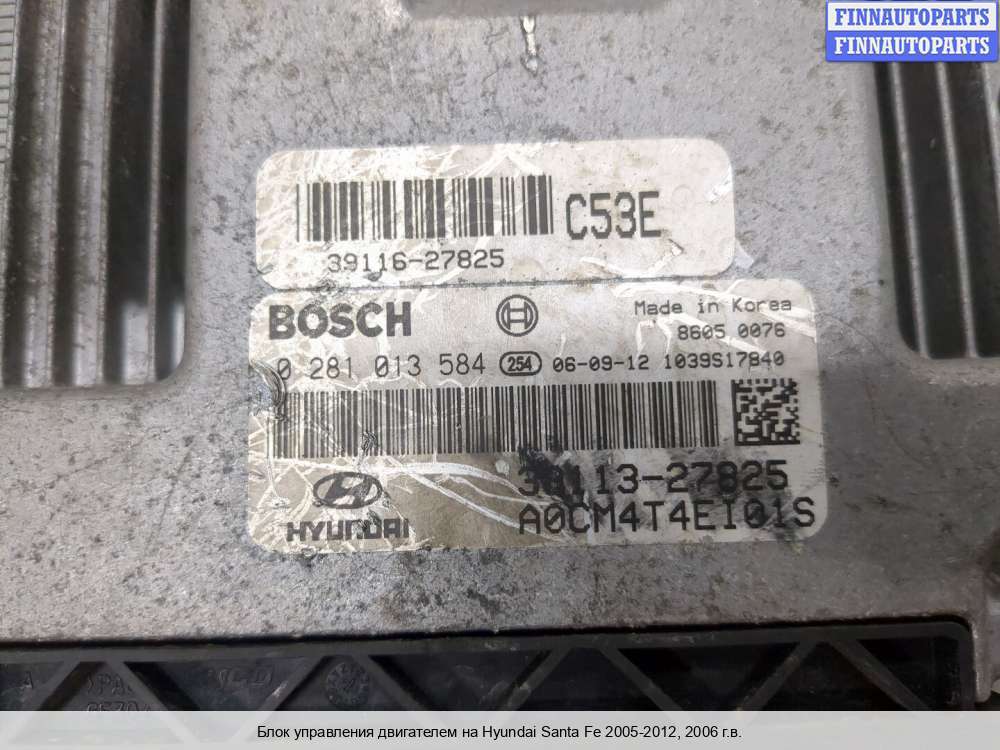 FINNAUTOPARTS
FINNAUTOPARTS
C53E
39116-27825
BOSCH
Made in Korea
8605 0076
0 281 013 584 254 06-09-12 1039S17840
39113-27825
HYUNDAI
A0CM4T4EI01S
Блок управления двигателем на Hyundai Santa Fe 2005-2012, 2006 г.в.